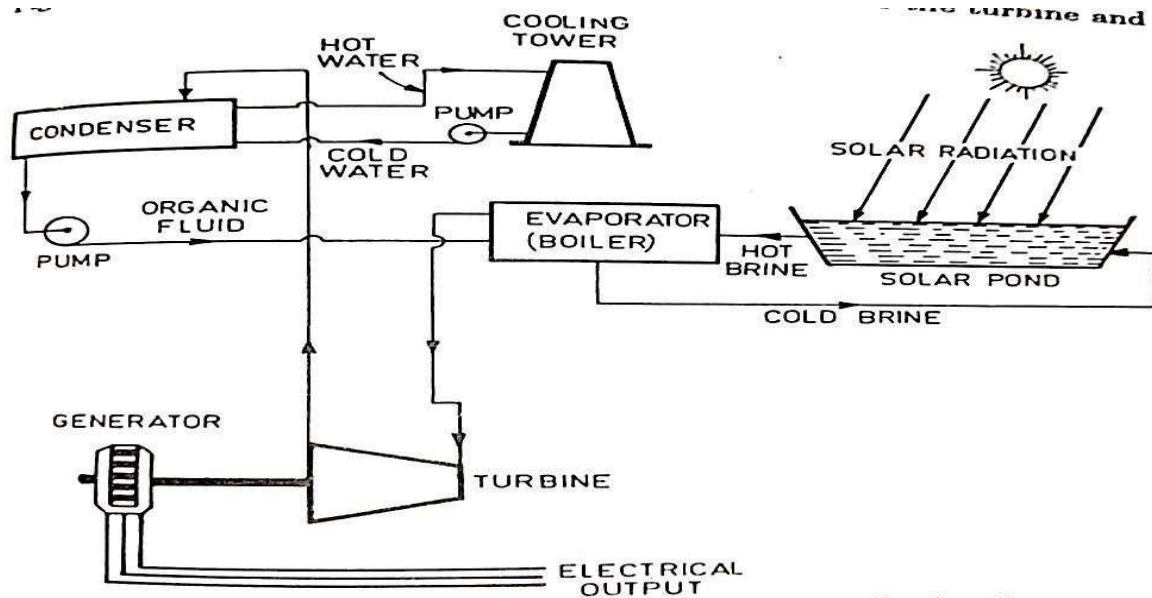 the turbine and
COOLING
TOWER
HOT
WATER
PUMP
CONDENSER
COLD
WATER
SOLAR RADIATION
ORGANIC
FLUID
EVAPORATOR
(BOILER)
PUMP
HOT
BRINE
SOLAR POND
COLD BRINE
GENERATOR
TURBINE
ELECTRICAL
OUTPUT